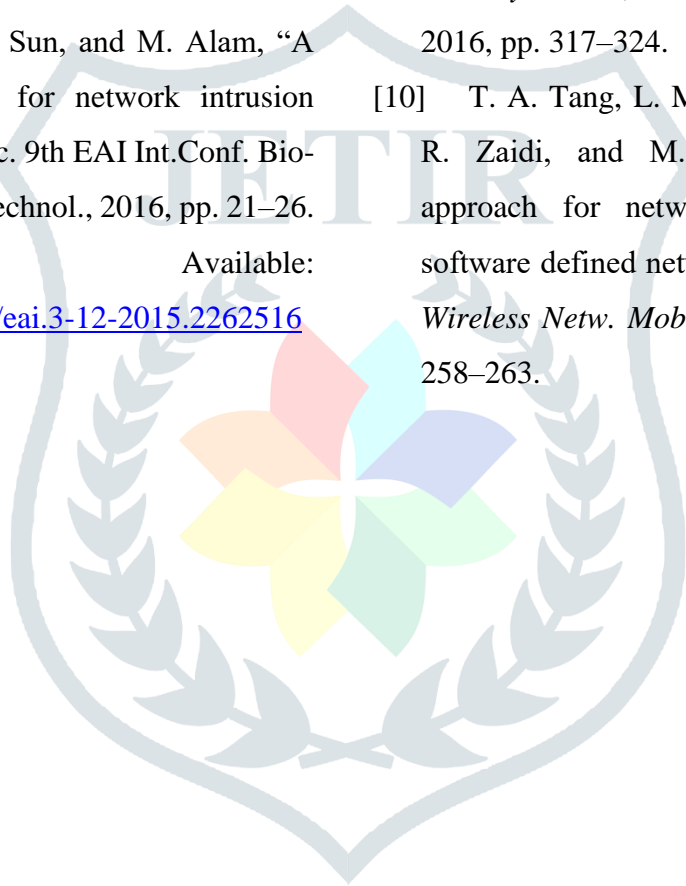 Sun, and M. Alam, “A
for network intrusion
c. 9th EAI Int.Conf. Bio-
echnol., 2016, pp. 21–26.
Available:
/eai.3-12-2015.2262516
2016, pp. 317–324.
[10] T. A. Tang, L. M
R. Zaidi, and M.
approach for netw
software defined net
Wireless Netw. Mob
258–263.
JETIR